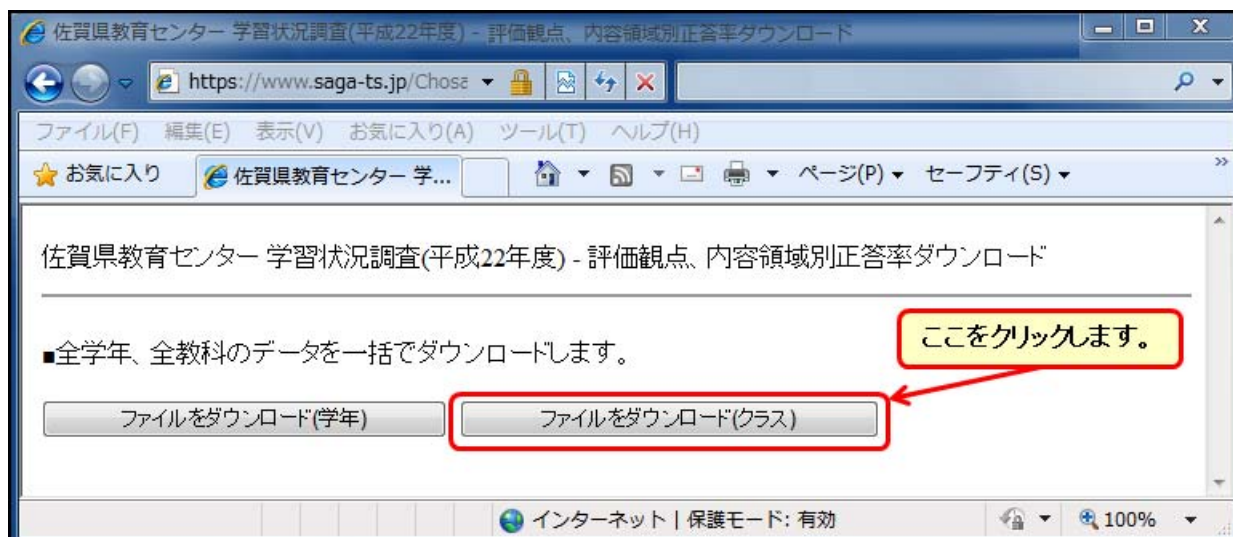 佐賀県教育センター 学習状況調査(平成22年度) - 評価観点、内容領域別正答率ダウンロード
https://www.saga-ts.jp/Chosa
ファイル(F) 編集(E) 表示(V) お気に入り(A) ツール(T) ヘルプ(H)
お気に入り 佐賀県教育センター 学... ページ(P) セーフティ(S)
佐賀県教育センター 学習状況調査(平成22年度) - 評価観点、内容領域別正答率ダウンロード
ここをクリックします。
■全学年、全教科のデータを一括でダウンロードします。
ファイルをダウンロード(学年) ファイルをダウンロード(クラス)
インターネット | 保護モード: 有効 100%